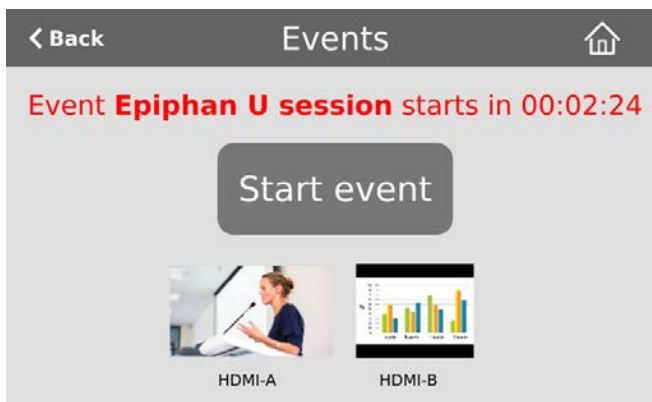 Back
Events
Event Epiphan U session starts in 00:02:24
Start event
HDMI-A
HDMI-B